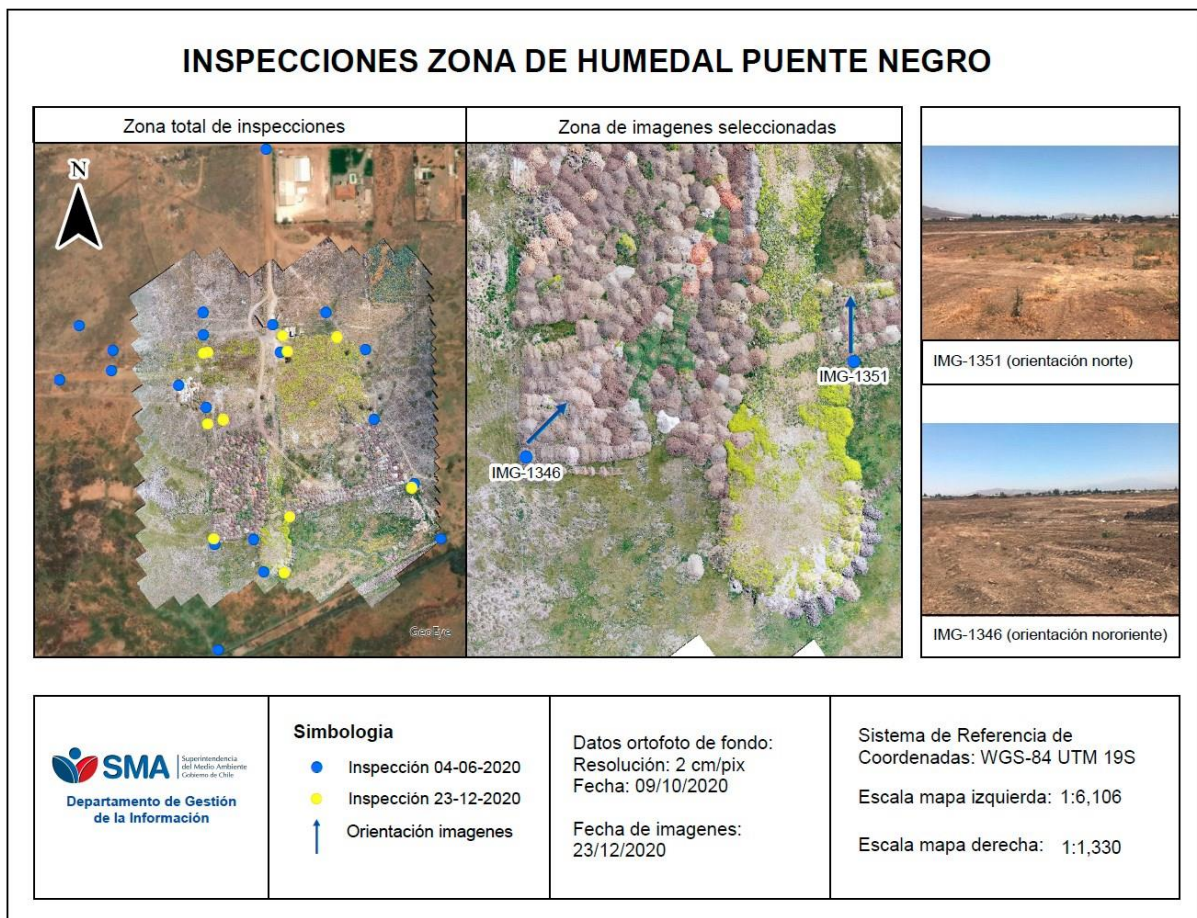 INSPECCIONES ZONA DE HUMEDAL PUENTE NEGRO
Zona total de inspecciones
Zona de imagenes seleccionadas
N
GeoEye
IMG-1346
IMG-1351
IMG-1351 (orientación norte)
IMG-1346 (orientación nororiente)
SMA
Superintendencia
del Medio Ambiente
Gobierno de Chile
Departamento de Gestión
de la Información
Simbologia
Inspección 04-06-2020
Inspección 23-12-2020
Orientación imagenes
Datos ortofoto de fondo:
Resolución: 2 cm/pix
Fecha: 09/10/2020
Fecha de imagenes:
23/12/2020
Sistema de Referencia de
Coordenadas: WGS-84 UTM 19S
Escala mapa izquierda: 1:6,106
Escala mapa derecha: 1:1,330